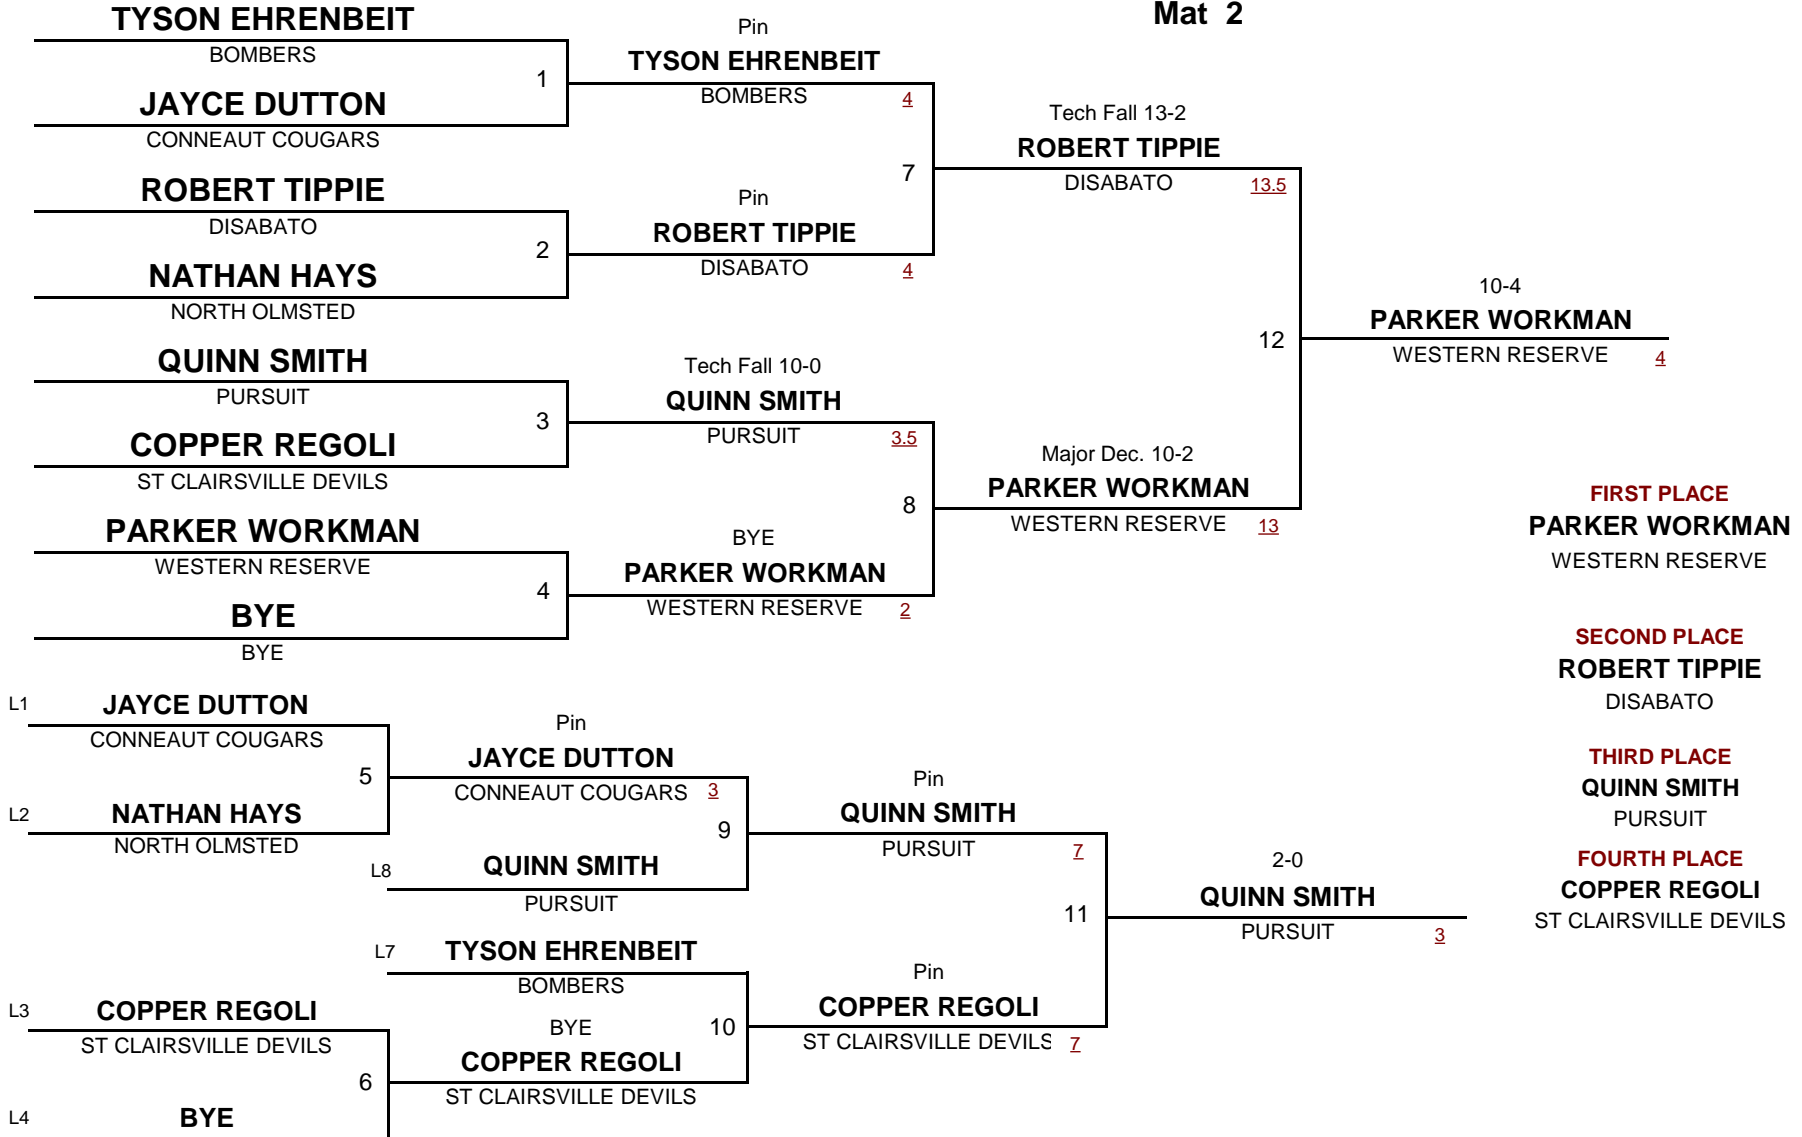 Mat 2
TYSON EHRENBEIT
BOMBERS
1
JAYCE DUTTON
CONNEAUT COUGARS
ROBERT TIPPIE
DISABATO
2
NATHAN HAYS
NORTH OLMSTED
QUINN SMITH
PURSUIT
3
COPPER REGOLI
ST CLAIRSVILLE DEVILS
PARKER WORKMAN
WESTERN RESERVE
4
BYE
BYE
Pin
TYSON EHRENBEIT
BOMBERS 4
7
Pin
ROBERT TIPPIE
DISABATO 4
Tech Fall 10-0
QUINN SMITH
PURSUIT 3.5
8
BYE
PARKER WORKMAN
WESTERN RESERVE 2
Tech Fall 13-2
ROBERT TIPPIE
DISABATO 13.5
12
Major Dec. 10-2
PARKER WORKMAN
WESTERN RESERVE 13
10-4
PARKER WORKMAN
WESTERN RESERVE 4
FIRST PLACE
PARKER WORKMAN
WESTERN RESERVE
SECOND PLACE
ROBERT TIPPIE
DISABATO
THIRD PLACE
QUINN SMITH
PURSUIT
FOURTH PLACE
COPPER REGOLI
ST CLAIRSVILLE DEVILS
L1 JAYCE DUTTON
CONNEAUT COUGARS
5
L2 NATHAN HAYS
NORTH OLMSTED
L3 COPPER REGOLI
ST CLAIRSVILLE DEVILS
6
L4 BYE
Pin
JAYCE DUTTON
CONNEAUT COUGARS 3
9
L8 QUINN SMITH
PURSUIT
L7 TYSON EHRENBEIT
BOMBERS
10
BYE
COPPER REGOLI
ST CLAIRSVILLE DEVILS
Pin
QUINN SMITH
PURSUIT 7
11
Pin
COPPER REGOLI
ST CLAIRSVILLE DEVILS 7
2-0
QUINN SMITH
PURSUIT 3